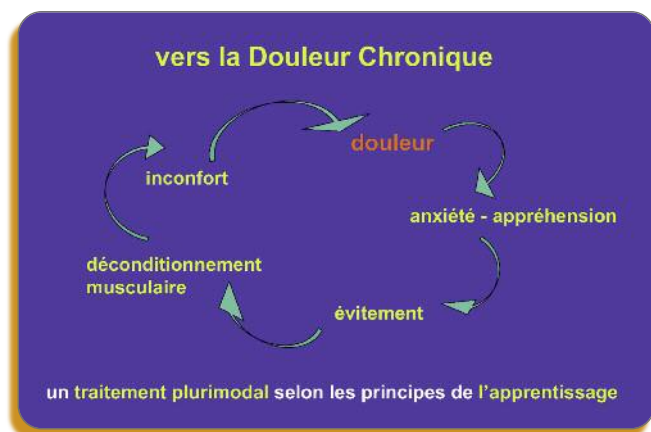 vers la Douleur Chronique
douleur
inconfort
anxiété - appréhension
déconditionnement
musculaire
évitement
un traitement plurimodal selon les principes de l'apprentissage